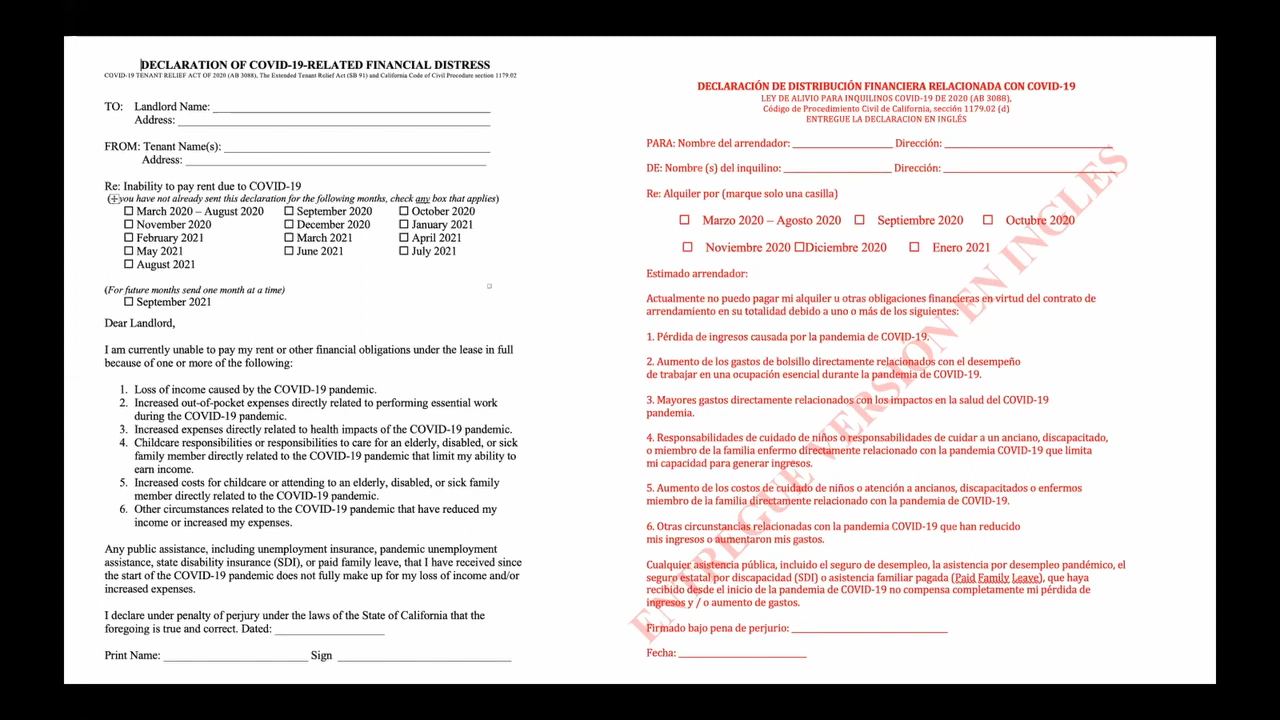 DECLARATION OF COVID-19-RELATED FINANCIAL DISTRESS
COVID-19 TENANT RELIEF ACT OF 2020 (AB 3088), The Extended Tenant Relief Act (SB 91) and California Code of Civil Procedure section 1179.02
TO: Landlord Name: ____
Address: ____
FROM: Tenant Name(s): ____
Address: ____
Re: Inability to pay rent due to COVID-19
(If you have not already sent this declaration for the following months, check any box that applies)
☐ March 2020 – August 2020 ☐ September 2020 ☐ October 2020
☐ November 2020 ☐ December 2020 ☐ January 2021
☐ February 2021 ☐ March 2021 ☐ April 2021
☐ May 2021 ☐ June 2021 ☐ July 2021
☐ August 2021
(For future months send one month at a time)
☐ September 2021
Dear Landlord,
I am currently unable to pay my rent or other financial obligations under the lease in full
because of one or more of the following:
1. Loss of income caused by the COVID-19 pandemic.
2. Increased out-of-pocket expenses directly related to performing essential work
during the COVID-19 pandemic.
3. Increased expenses directly related to health impacts of the COVID-19 pandemic.
4. Childcare responsibilities or responsibilities to care for an elderly, disabled, or sick
family member directly related to the COVID-19 pandemic that limit my ability to
earn income.
5. Increased costs for childcare or attending to an elderly, disabled, or sick family
member directly related to the COVID-19 pandemic.
6. Other circumstances related to the COVID-19 pandemic that have reduced my
income or increased my expenses.
Any public assistance, including unemployment insurance, pandemic unemployment
assistance, state disability insurance (SDI), or paid family leave, that I have received since
the start of the COVID-19 pandemic does not fully make up for my loss of income and/or
increased expenses.
I declare under penalty of perjury under the laws of the State of California that the
foregoing is true and correct. Dated: ____
Print Name: ____ Sign ____
DECLARACIÓN DE DISTRIBUCIÓN FINANCIERA RELACIONADA CON COVID-19
LEY DE ALIVIO PARA INQUILINOS COVID-19 DE 2020 (AB 3088),
Código de Procedimiento Civil de California, sección 1179.02 (d)
ENTREGUE LA DECLARACION EN INGLÉS
PARA: Nombre del arrendador: ____ Dirección: ____
DE: Nombre (s) del inquilino: ____ Dirección: ____
Re: Alquiler por (marque solo una casilla)
☐ Marzo 2020 – Agosto 2020 ☐ Septiembre 2020 ☐ Octubre 2020
☐ Noviembre 2020 ☐Diciembre 2020 ☐ Enero 2021
Estimado arrendador:
Actualmente no puedo pagar mi alquiler u otras obligaciones financieras en virtud del contrato de
arrendamiento en su totalidad debido a uno o más de los siguientes:
1. Pérdida de ingresos causada por la pandemia de COVID-19.
2. Aumento de los gastos de bolsillo directamente relacionados con el desempeño
de trabajar en una ocupación esencial durante la pandemia de COVID-19.
3. Mayores gastos directamente relacionados con los impactos en la salud del COVID-19
pandemia.
4. Responsabilidades de cuidado de niños o responsabilidades de cuidar a un anciano, discapacitado,
o miembro de la familia enfermo directamente relacionado con la pandemia COVID-19 que limita
mi capacidad para generar ingresos.
5. Aumento de los costos de cuidado de niños o atención a ancianos, discapacitados o enfermos
miembro de la familia directamente relacionado con la pandemia de COVID-19.
6. Otras circunstancias relacionadas con la pandemia COVID-19 que han reducido
mis ingresos o aumentaron mis gastos.
Cualquier asistencia pública, incluido el seguro de desempleo, la asistencia por desempleo pandémico, el
seguro estatal por discapacidad (SDI) o asistencia familiar pagada (Paid Family Leave), que haya
recibido desde el inicio de la pandemia de COVID-19 no compensa completamente mi pérdida de
ingresos y / o aumento de gastos.
Firmado bajo pena de perjurio: ____
Fecha: ____
ENTREGUE VERSION EN INGLES